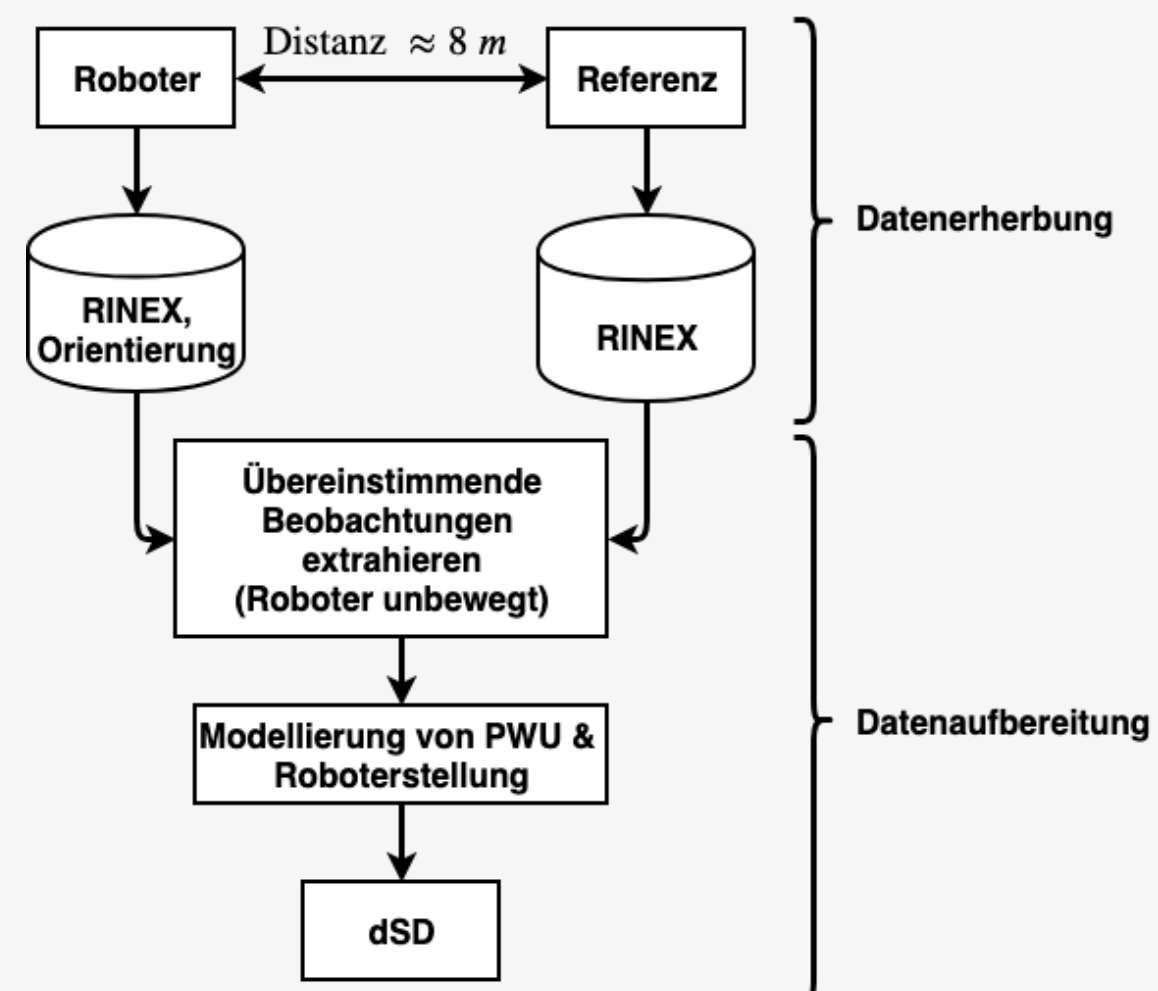 Distanz ≈ 8 m
Roboter
Referenz
Datenerherbung
RINEX,
Orientierung
RINEX
Übereinstimmende
Beobachtungen
extrahieren
(Roboter unbewegt)
Modellierung von PWU &
Roboterstellung
Datenaufbereitung
dSD